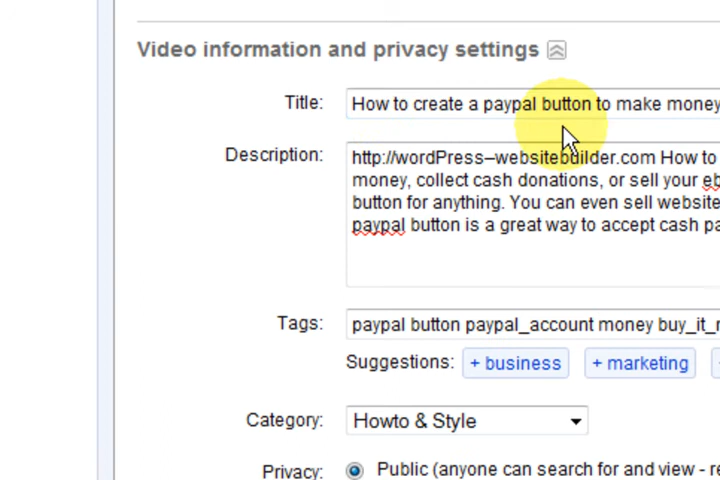 Video information and privacy settings
Title: How to create a paypal button to make money
Description: http://wordPress–websitebuilder.com How to
money, collect cash donations, or sell your
button for anything. You can even sell website
paypal button is a great way to accept cash
Tags: paypal button paypal_account money
Suggestions: + business + marketing +
Category: Howto & Style
Privacy: Public (anyone can search for and view -